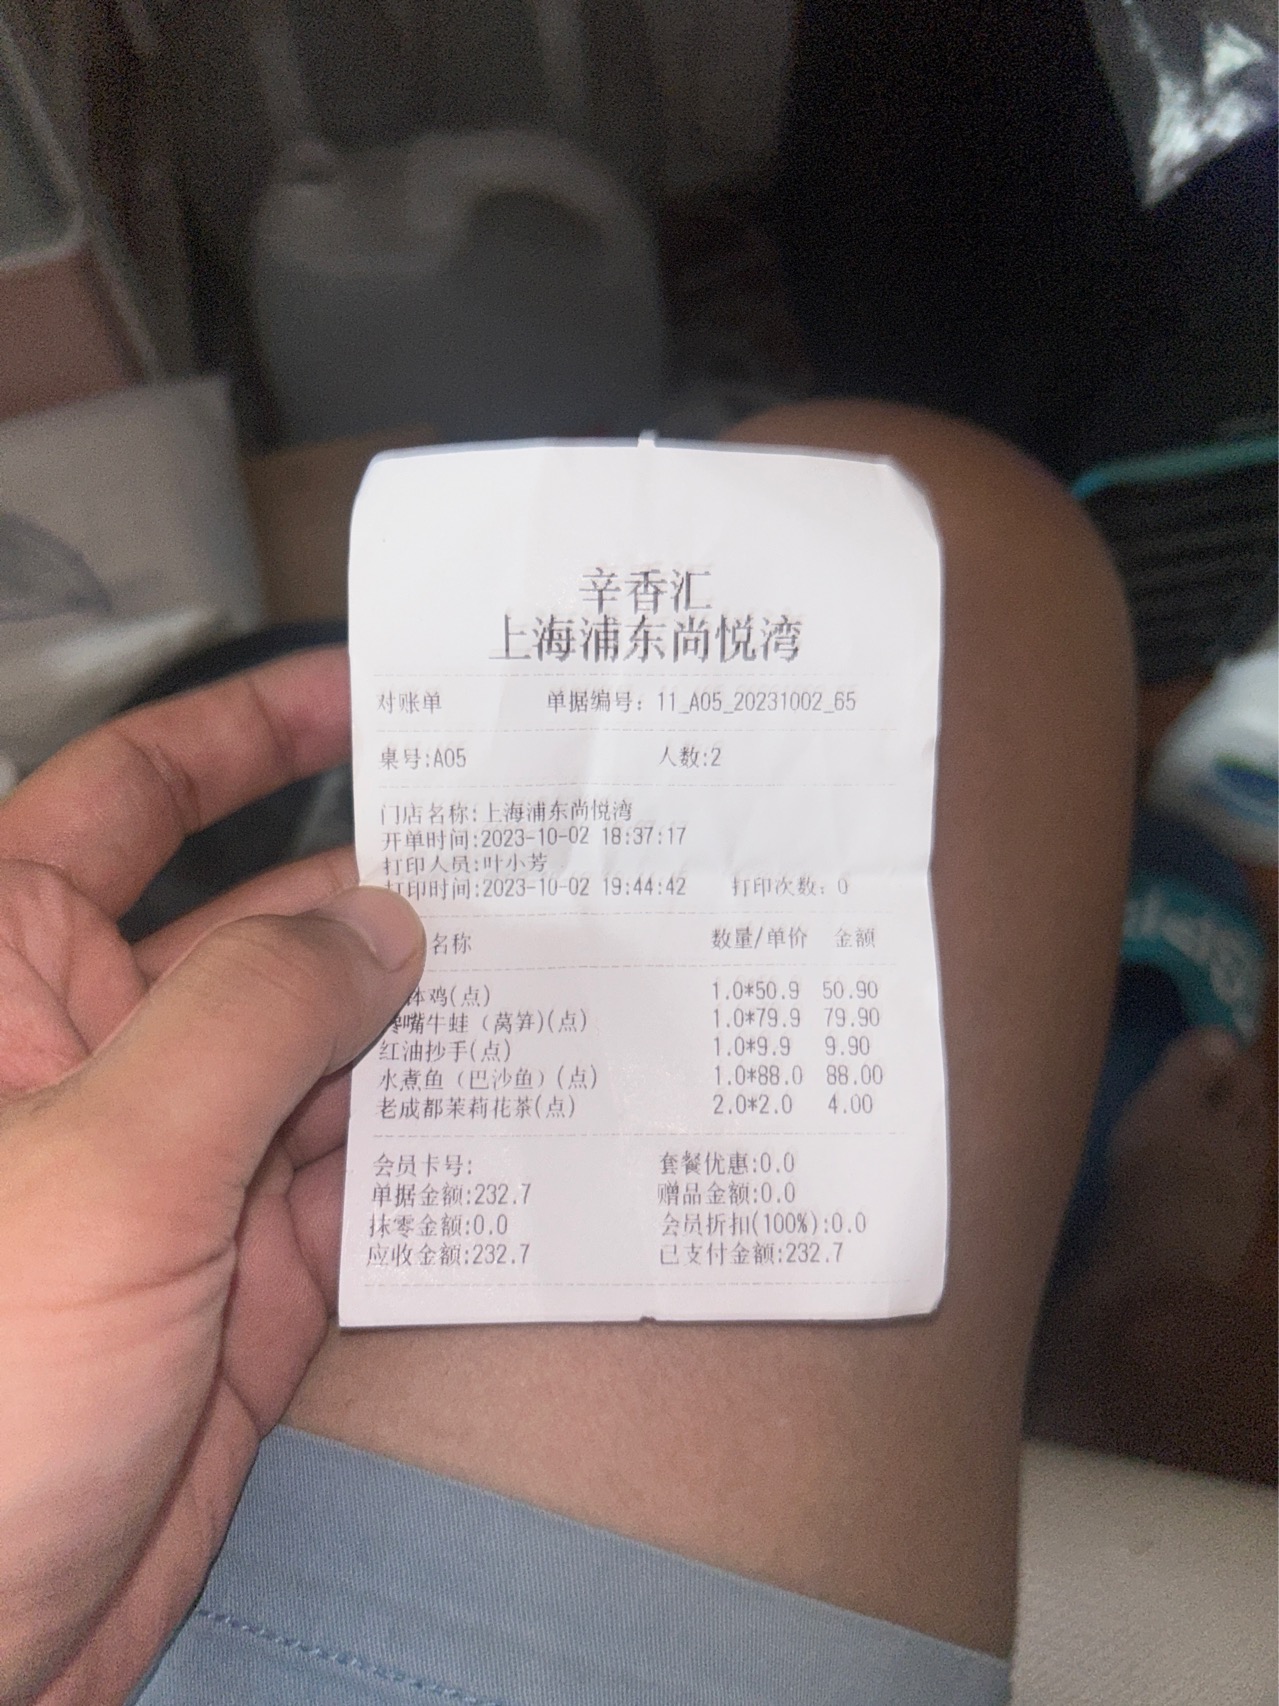 辛香汇
上海浦东尚悦湾
对账单 单据编号: 11_A05_20231002_65
桌号:A05 人数:2
门店名称:上海浦东尚悦湾
开单时间:2023-10-02 18:37:17
打印人员:叶小芳
打印时间:2023-10-02 19:44:42 打印次数: 0
名称 数量/单价 金额
钵鸡(点) 1.0*50.9 50.90
馋嘴牛蛙（莴笋)(点) 1.0*79.9 79.90
红油抄手(点) 1.0*9.9 9.90
水煮鱼（巴沙鱼）(点) 1.0*88.0 88.00
老成都茉莉花茶(点) 2.0*2.0 4.00
会员卡号: 套餐优惠:0.0
单据金额:232.7 赠品金额:0.0
抹零金额:0.0 会员折扣(100%):0.0
应收金额:232.7 已支付金额:232.7